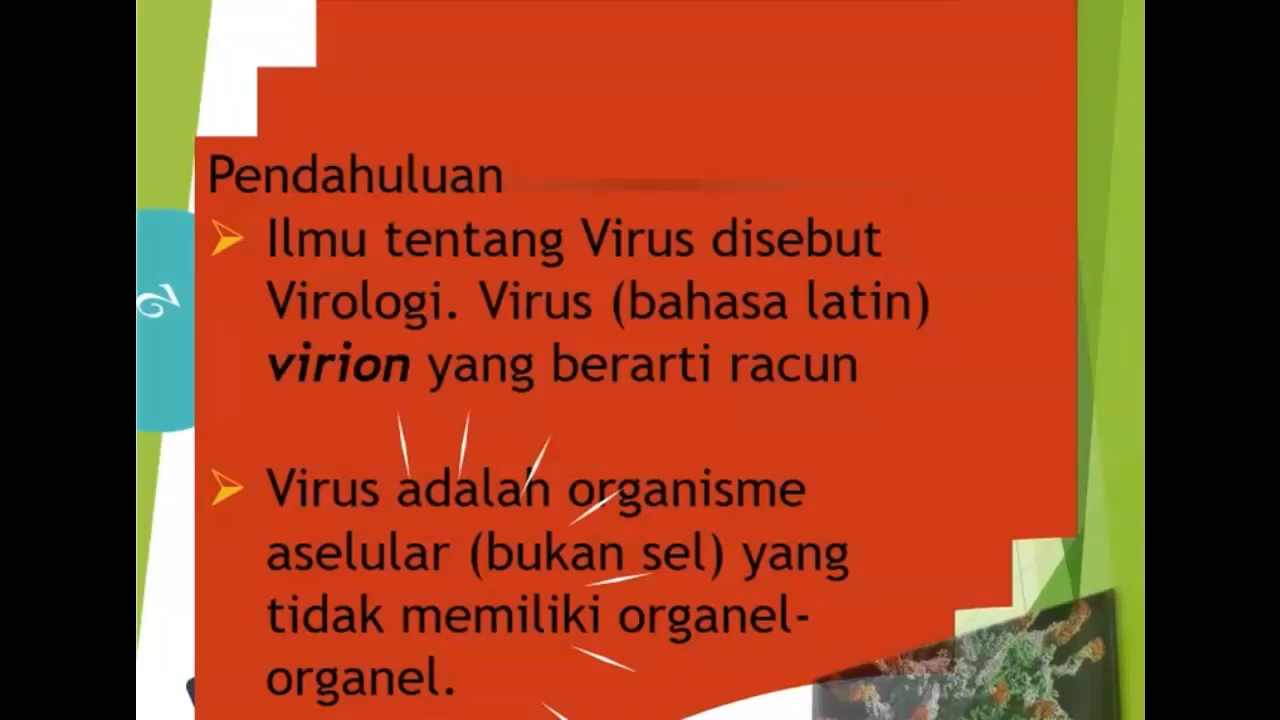 Pendahuluan
Ilmu tentang Virus disebut
Virologi. Virus (bahasa latin)
virion yang berarti racun
Virus adalah organisme
aselular (bukan sel) yang
tidak memiliki organel-
organel.
2